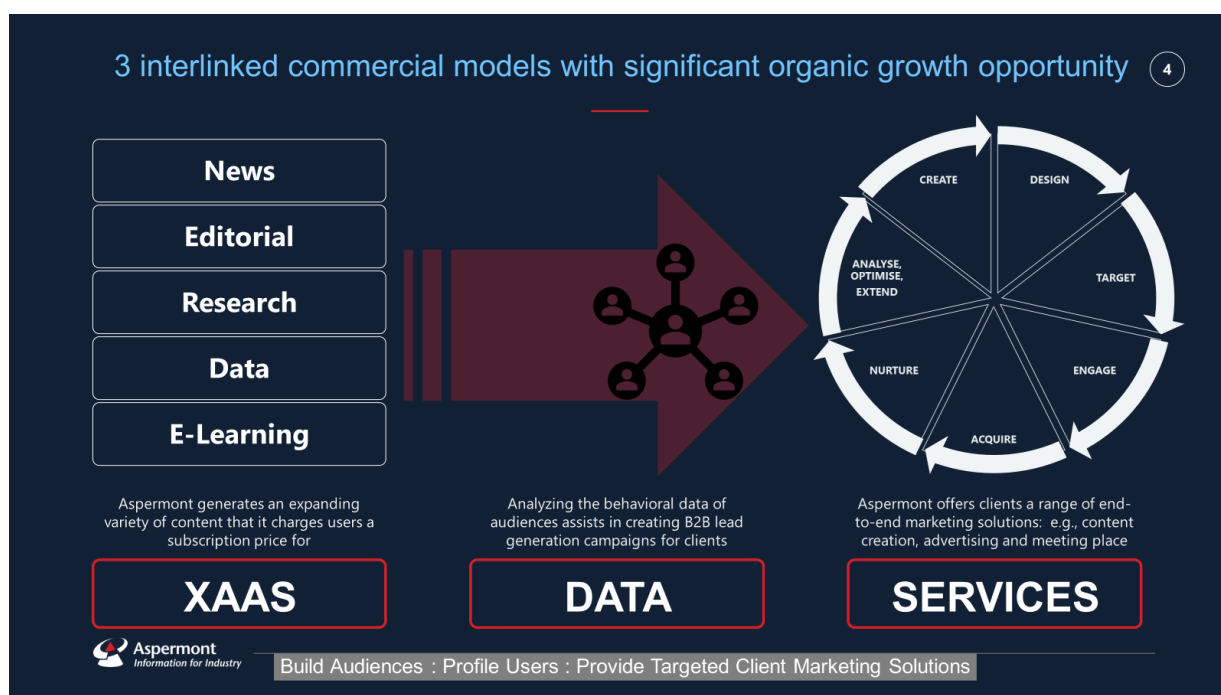 3 interlinked commercial models with significant organic growth opportunity
4
News
Editorial
Research
Data
E-Learning
CREATE
DESIGN
TARGET
ENGAGE
ACQUIRE
NURTURE
ANALYSE,
OPTIMISE,
EXTEND
Aspermont generates an expanding
variety of content that it charges users a
subscription price for
XAAS
Analyzing the behavioral data of
audiences assists in creating B2B lead
generation campaigns for clients
DATA
Aspermont offers clients a range of end-
to-end marketing solutions: e.g., content
creation, advertising and meeting place
SERVICES
Aspermont
Information for Industry
Build Audiences : Profile Users : Provide Targeted Client Marketing Solutions